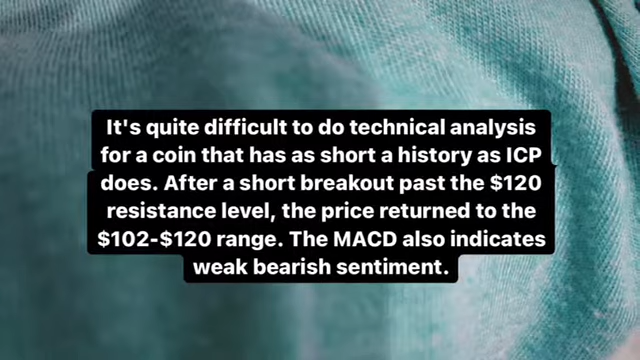 It's quite difficult to do technical analysis
for a coin that has as short a history as ICP
does. After a short breakout past the $120
resistance level, the price returned to the
$102-$120 range. The MACD also indicates
weak bearish sentiment.